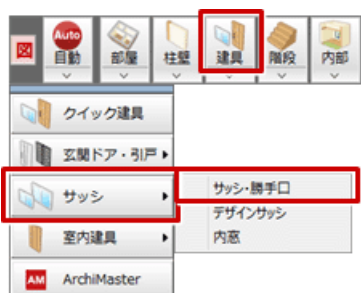 Auto
自動 部屋 柱壁 建具 階段 内部
クイック建具
玄関ドア・引戸
サッシ
室内建具
AM ArchiMaster
サッシ・勝手口
デザインサッシ
内窓